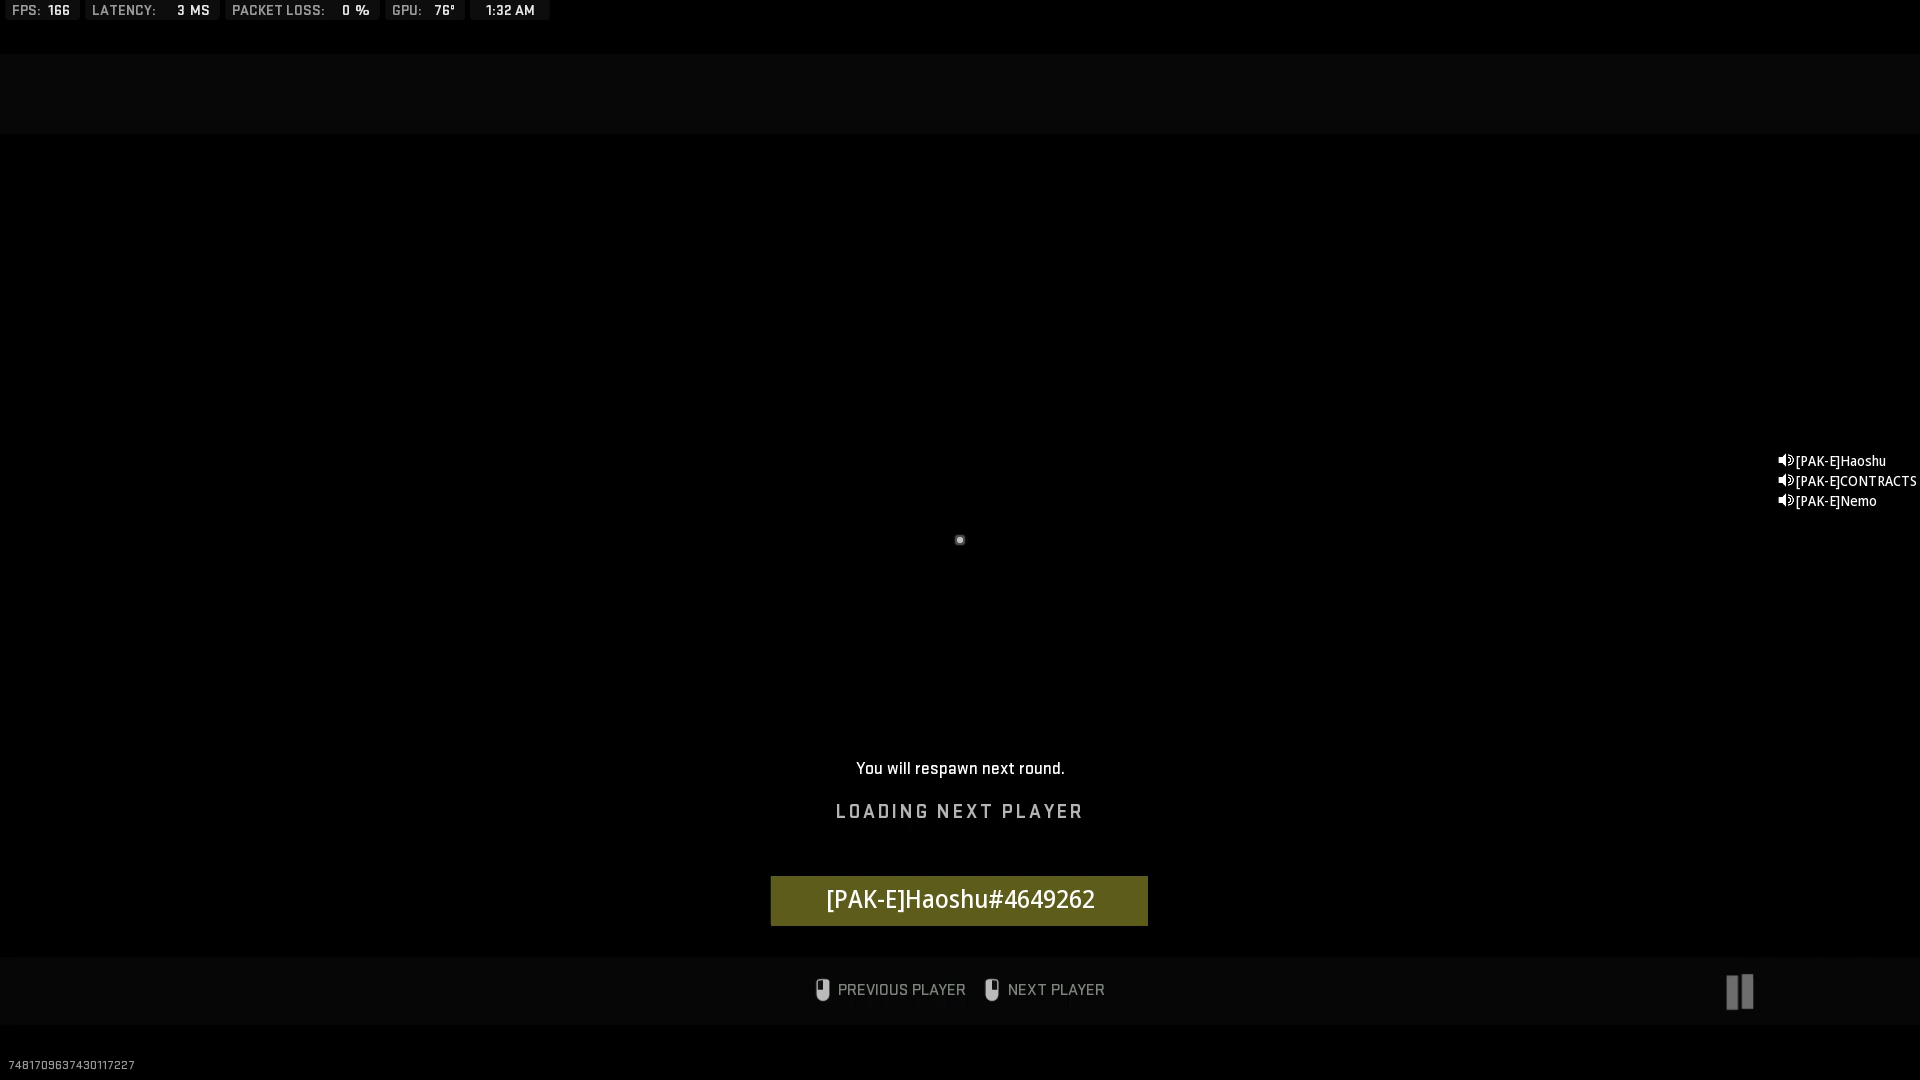 FPS: 166 LATENCY: 3 MS PACKET LOSS: 0 % GPU: 76° 1:32 AM
[PAK-E]Haoshu
[PAK-E]CONTRACTS
[PAK-E]Nemo
You will respawn next round.
LOADING NEXT PLAYER
[PAK-E]Haoshu#4649262
PREVIOUS PLAYER NEXT PLAYER
7481709637430117227